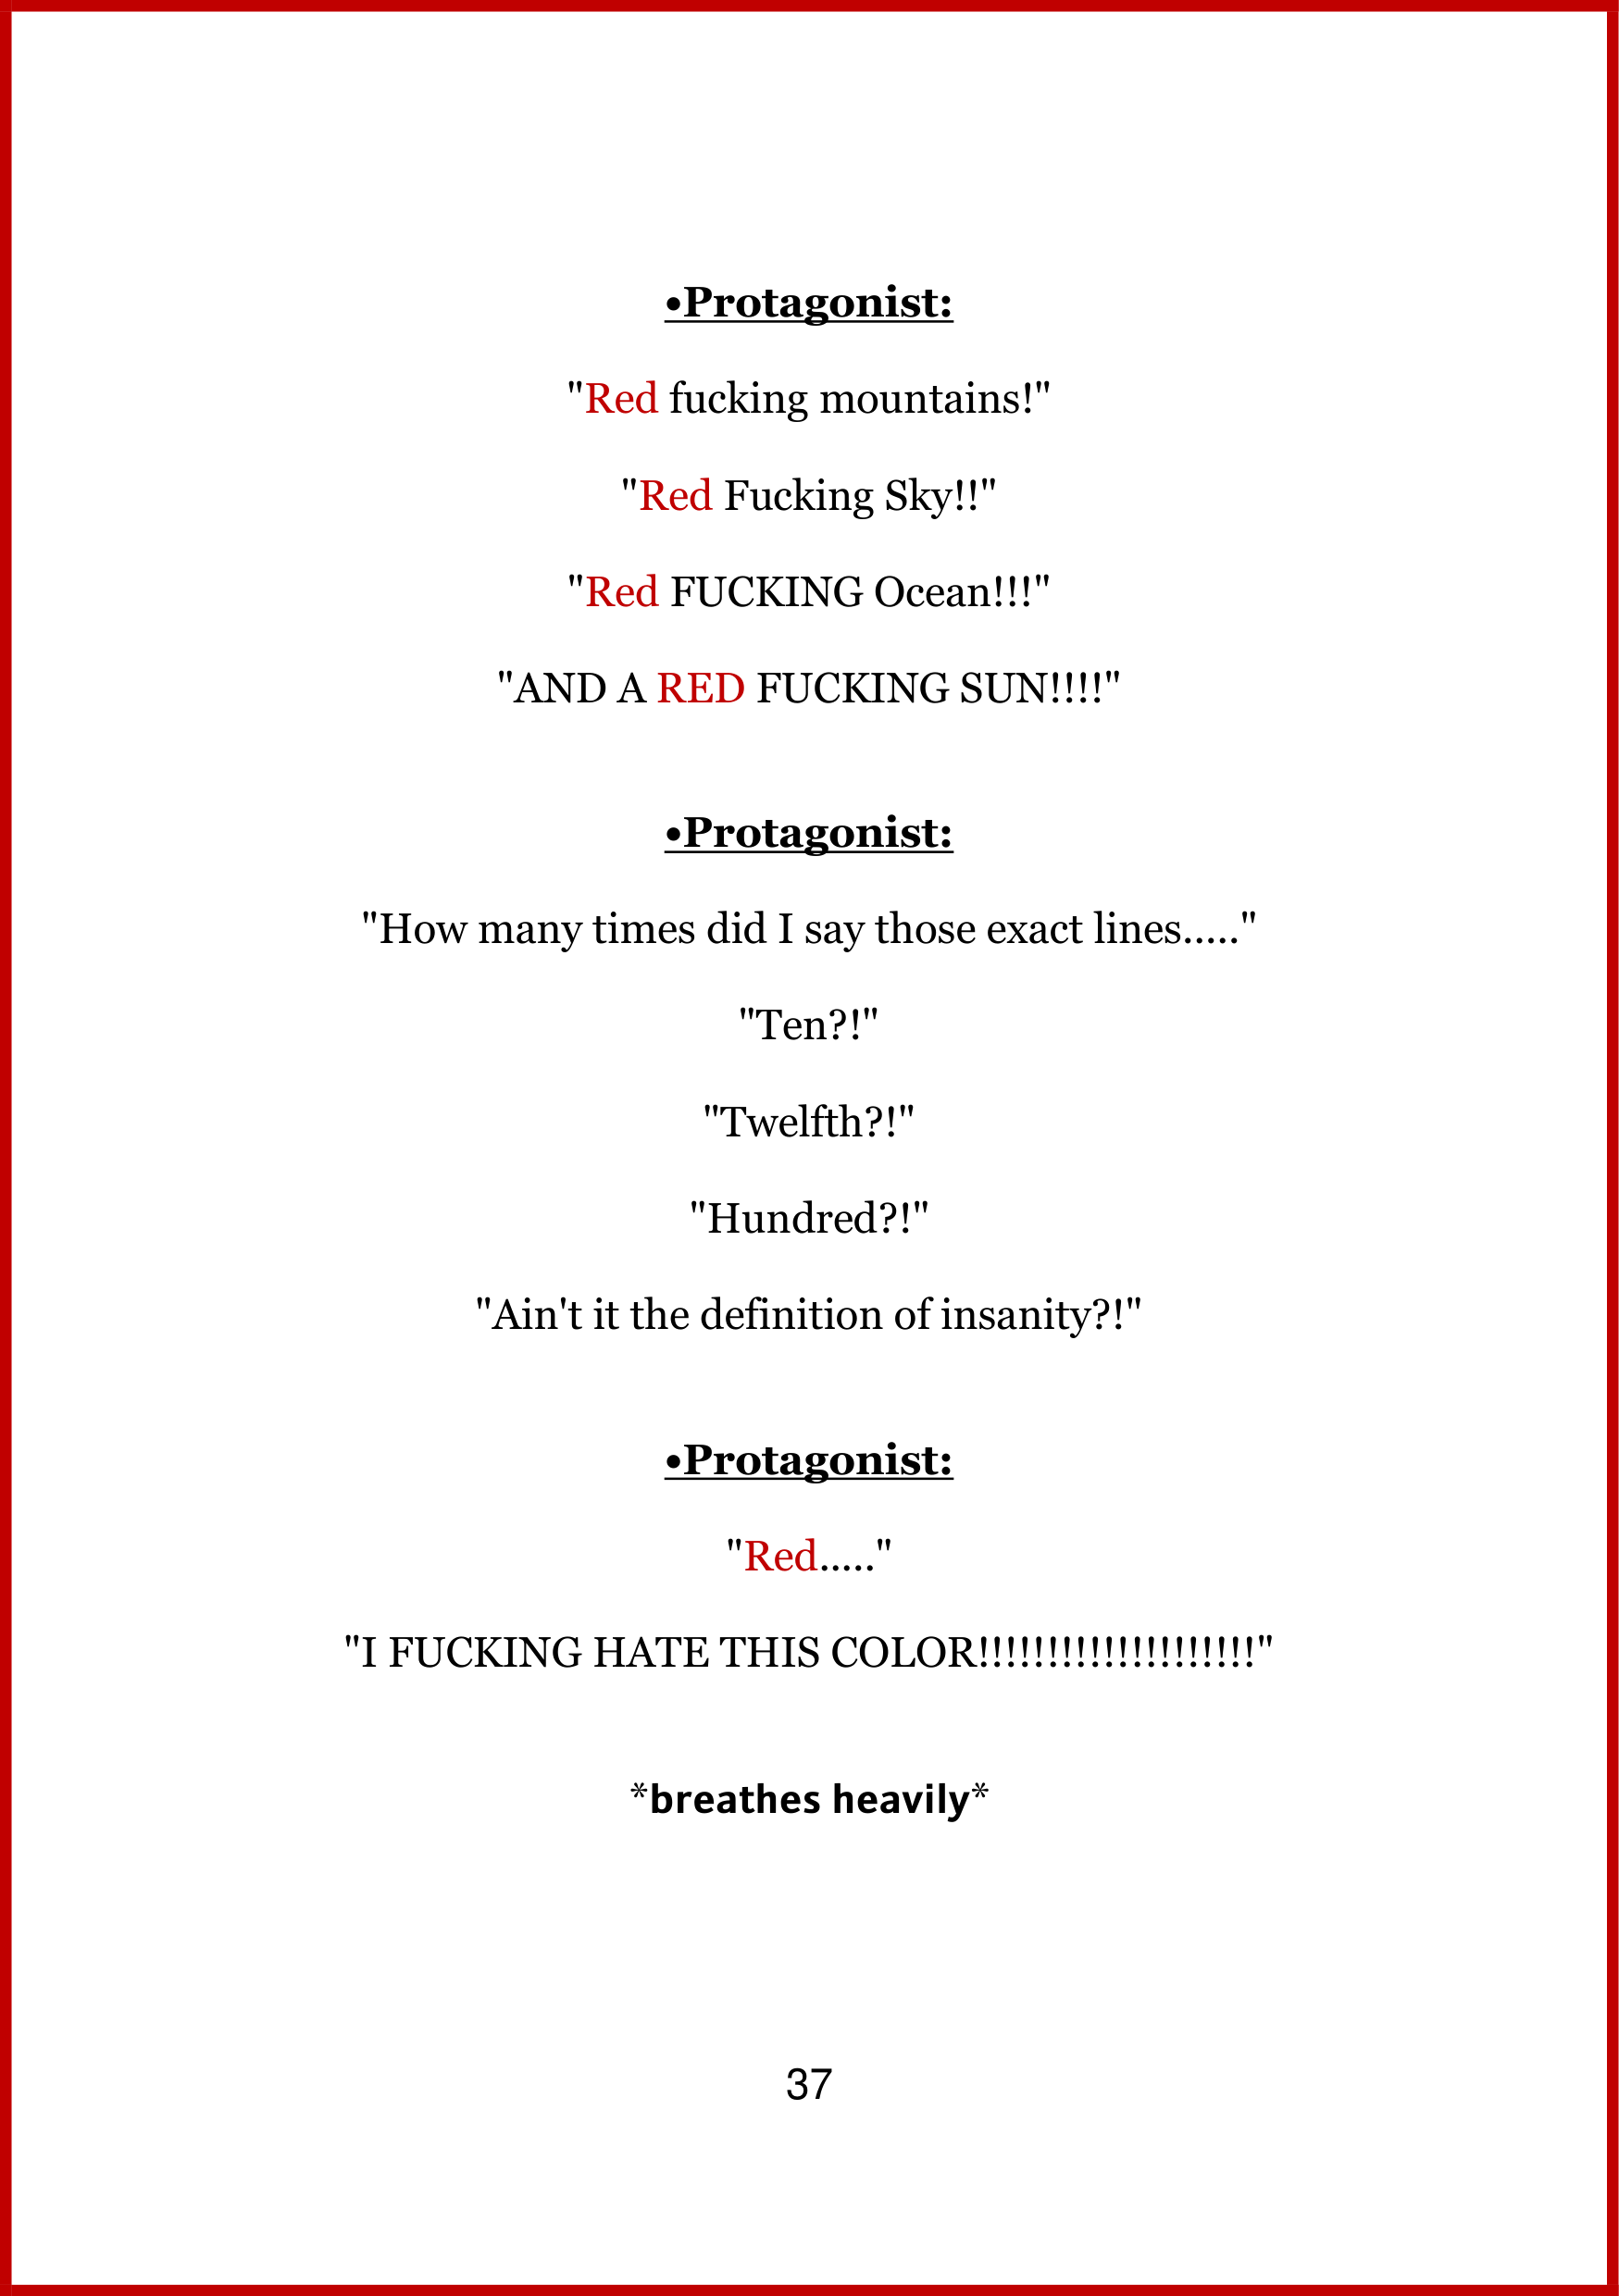 •Protagonist:
"Red fucking mountains!"
"Red Fucking Sky!!"
"Red FUCKING Ocean!!!"
"AND A RED FUCKING SUN!!!!"
•Protagonist:
"How many times did I say those exact lines....."
"Ten?!"
"Twelfth?!"
"Hundred?!"
"Ain't it the definition of insanity?!"
•Protagonist:
"Red....."
"I FUCKING HATE THIS COLOR!!!!!!!!!!!!!!!!!!!!"
*breathes heavily*
37